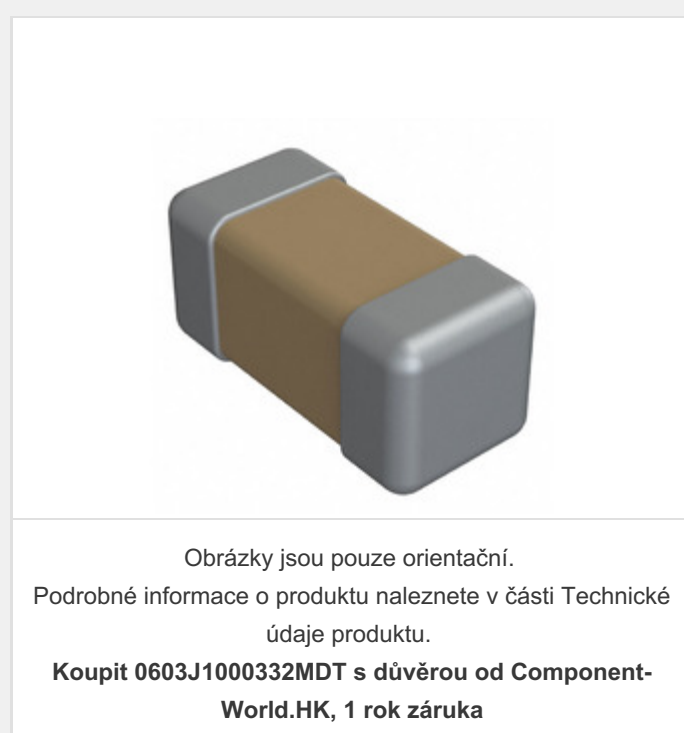 Obrázky jsou pouze orientační.
Podrobné informace o produktu naleznete v části Technické
údaje produktu.
Koupit 0603J1000332MDT s důvěrou od Component-
World.HK, 1 rok záruka